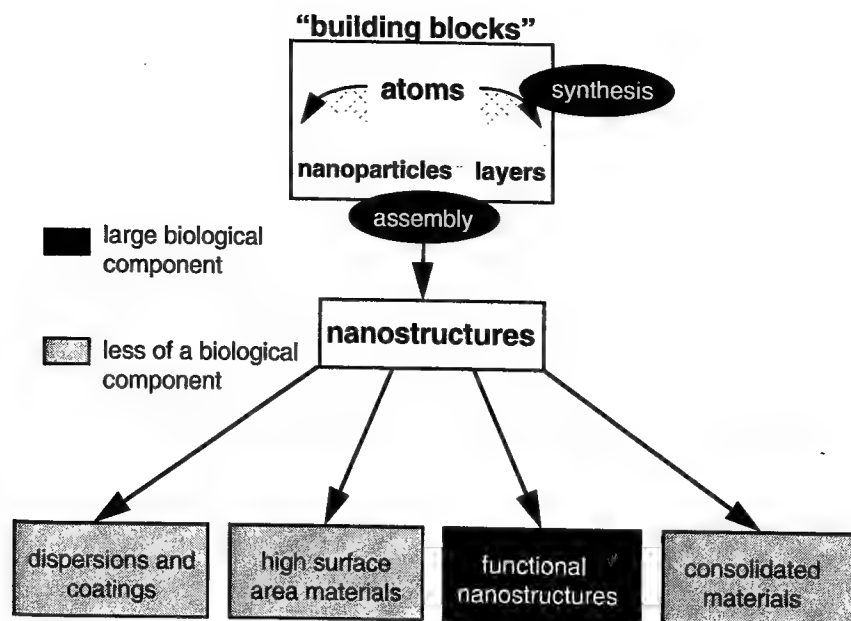 “building blocks”
atoms
synthesis
nanoparticles layers
assembly
large biological
component
nanostructures
less of a biological
component
dispersions and
coatings
high surface
area materials
functional
nanostructures
consolidated
materials